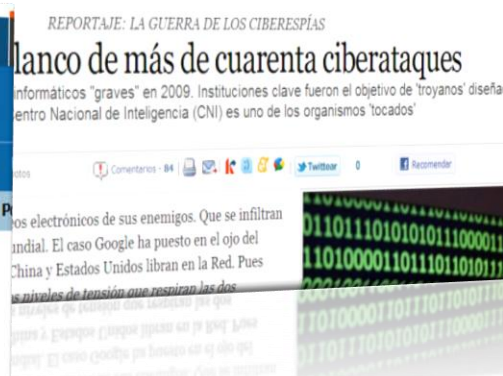 REPORTAJE: LA GUERRA DE LOS CIBERESPÍAS
lanco de más de cuarenta ciberataques
informáticos "graves" en 2009. Instituciones clave fueron el objetivo de 'troyanos' diseña
entro Nacional de Inteligencia (CNI) es uno de los organismos 'tocados'
otos
Comentarios - 84
Twittear 0
Recomendar
os electrónicos de sus enemigos. Que se infiltran
ndial. El caso Google ha puesto en el ojo del
China y Estados Unidos libran en la Red. Pues
s niveles de tensión que respiran las dos